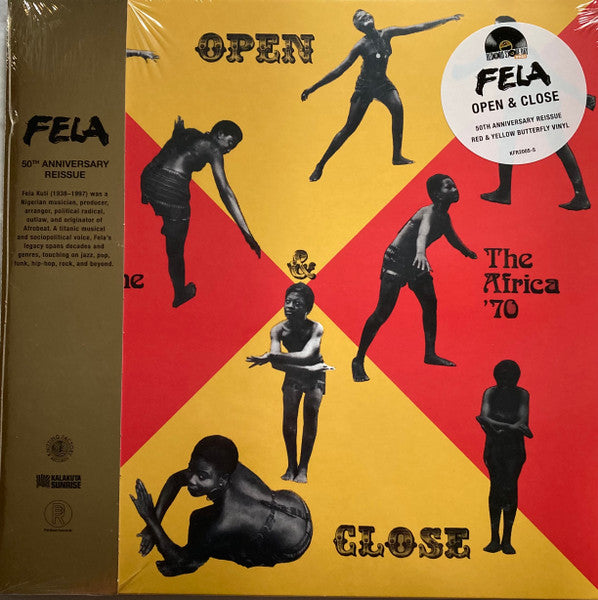 FELA
50TH ANNIVERSARY
REISSUE
Fela Kuti (1938–1997) was a
Nigerian musician, producer,
arranger, political radical,
outlaw, and originator of
Afrobeat. A titanic musical
and sociopolitical voice, Fela's
legacy spans decades and
genres, touching on jazz, pop,
funk, hip-hop, rock, and beyond.
KALAKUTA
SUNRISE
R
OPEN
&
CLOSE
The
Africa
'70
FELA
OPEN & CLOSE
50TH ANNIVERSARY REISSUE
RED & YELLOW BUTTERFLY VINYL